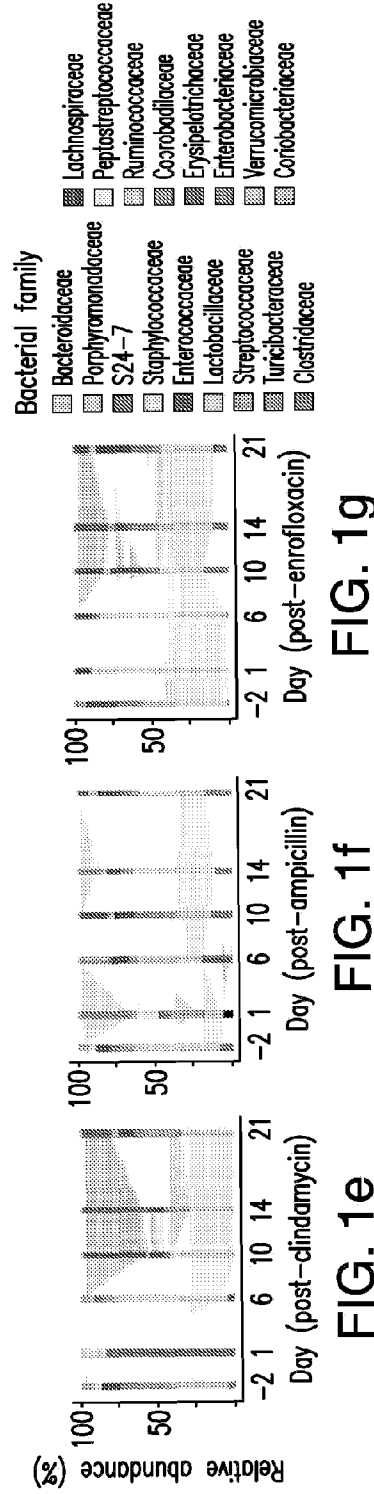 Relative abundance (%)
100
50
-2 1 6 10 14 21
Day (post-clindamycin)
FIG. 1e
100
50
-2 1 6 10 14 21
Day (post-ampicillin)
FIG. 1f
100
50
-2 1 6 10 14 21
Day (post-enrofloxacin)
FIG. 1g
Bacterial family
Bacteroidaceae
Porphyromonadaceae
S24-7
Staphylococcaceae
Enterococcaceae
Lactobacillaceae
Streptococcaceae
Turicibacteraceae
Clostridaceae
Lachnospiraceae
Peptostreptococcaceae
Ruminococcaceae
Coorobadilaceae
Erysipelotrichaceae
Enterobacteriaceae
Verrucomicrobiaceae
Coriobacteriaceae